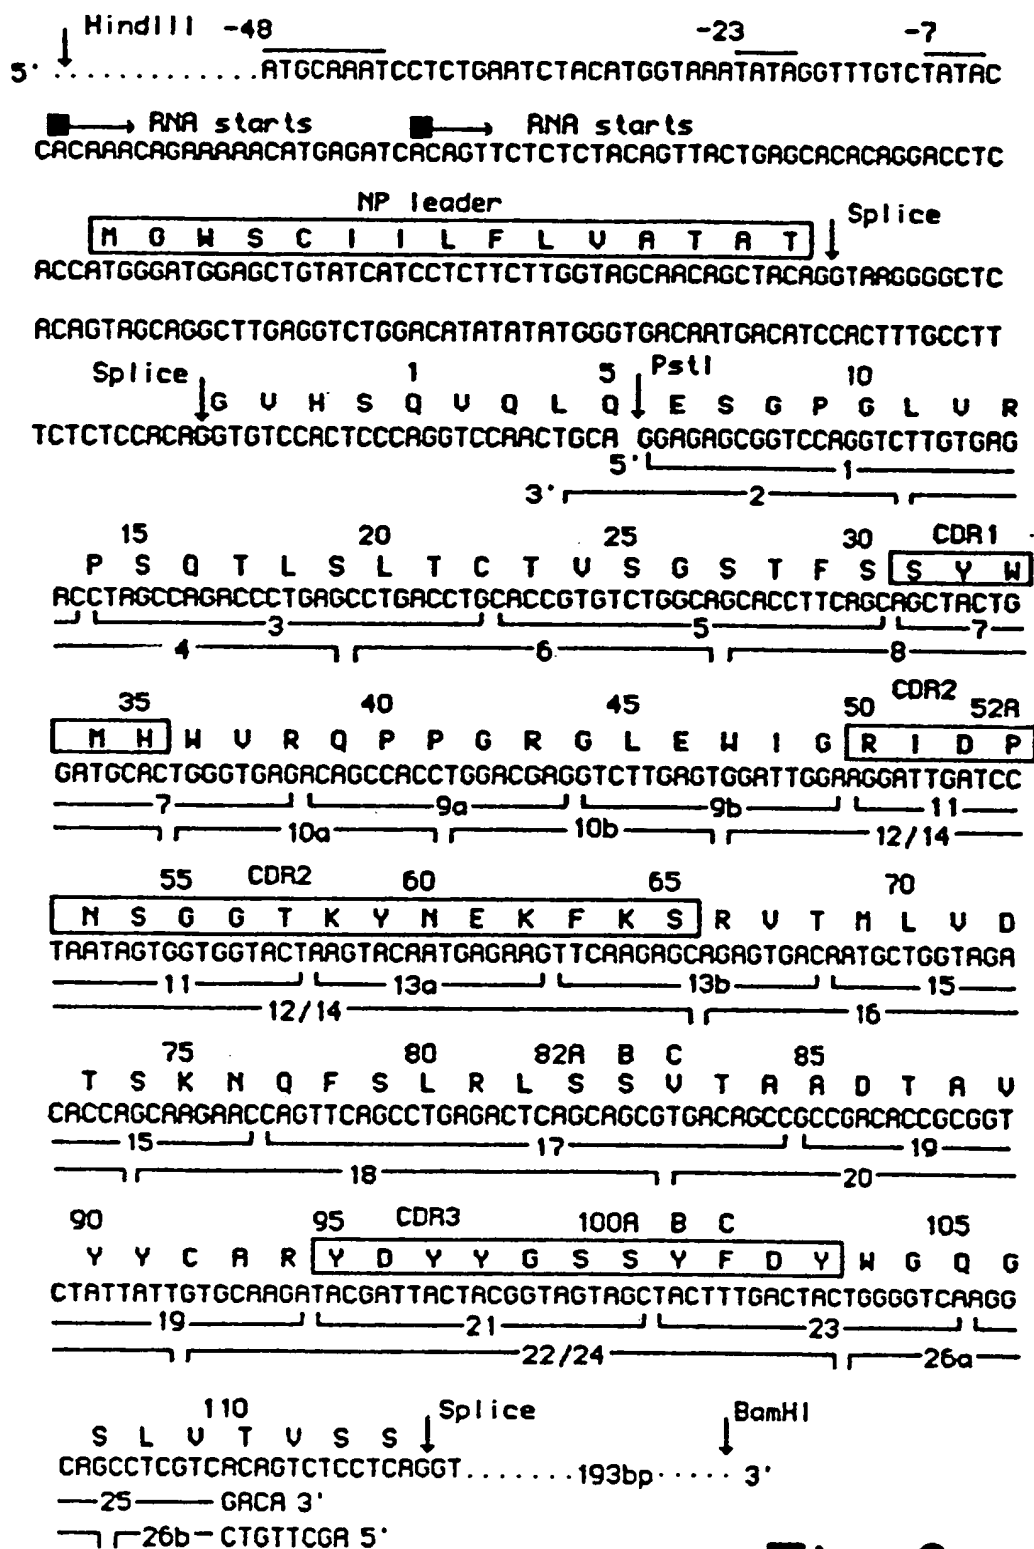 HindIII -48 -23 -7
5' .............ATGCAAATCCTCTGAATCTACATGGTAAATATAGGTTTGTCTATAC
RNA starts RNA starts
CACAAACAGAAAAACATGAGATCACAGTTCTCTCTACAGTTACTGAGCACACAGGACCTC
NP leader Splice
M G W S C I I L F L V A T A T
ACCATGGGATGGAGCTGTATCATCCTCTTCTTGGTAGCAACAGCTACAGGTAAGGGGCTC
ACAGTAGCAGGCTTGAGGTCTGGACATATATATGGGTGACAATGACATCCACTTTGCCTT
Splice 1 5 PstI 10
G V H S Q V Q L Q E S G P G L V R
TCTCTCCACAGGTGTCCACTCCCAGGTCCAACTGCA GGAGAGCGGTCCAGGTCTTGTGAG
5' 1
3' 2
15 20 25 30 CDR1
P S Q T L S L T C T V S G S T F S S Y W
ACCTAGCCAGACCCTGAGCCTGACCTGCACCGTGTCTGGCAGCACCTTCAGCAGCTACTG
3 5 7
4 6 8
35 40 45 50 CDR2 52A
M H W V R Q P P G R G L E W I G R I D P
GATGCACTGGGTGAGACAGCCACCTGGACGAGGTCTTGAGTGGATTGGAAGGATTGATCC
7 9a 9b 11
10a 10b 12/14
55 CDR2 60 65 70
N S G G T K Y N E K F K S R V T M L V D
TAATAGTGGTGGTACTAAGTACAATGAGAAGTTCAAGAGCAGAGTGACAATGCTGGTAGA
11 13a 13b 15
12/14 16
75 80 82A B C 85
T S K N Q F S L R L S S V T A A D T A V
CACCAGCAAGAACCAGTTCAGCCTGAGACTCAGCAGCGTGACAGCCGCCGACACCGCGGT
15 17 19
18 20
90 95 CDR3 100A B C 105
Y Y C A R Y D Y Y G S S Y F D Y W G Q G
CTATTATTGTGCAAGATACGATTACTACGGTAGTAGCTACTTTGACTACTGGGGTCAAGG
19 21 23
22/24 26a
110 Splice BamHI
S L V T V S S
CAGCCTCGTCACAGTCTCCTCAGGT.......193bp..... 3'
25 GACA 3'
26b CTGTTCGA 5'